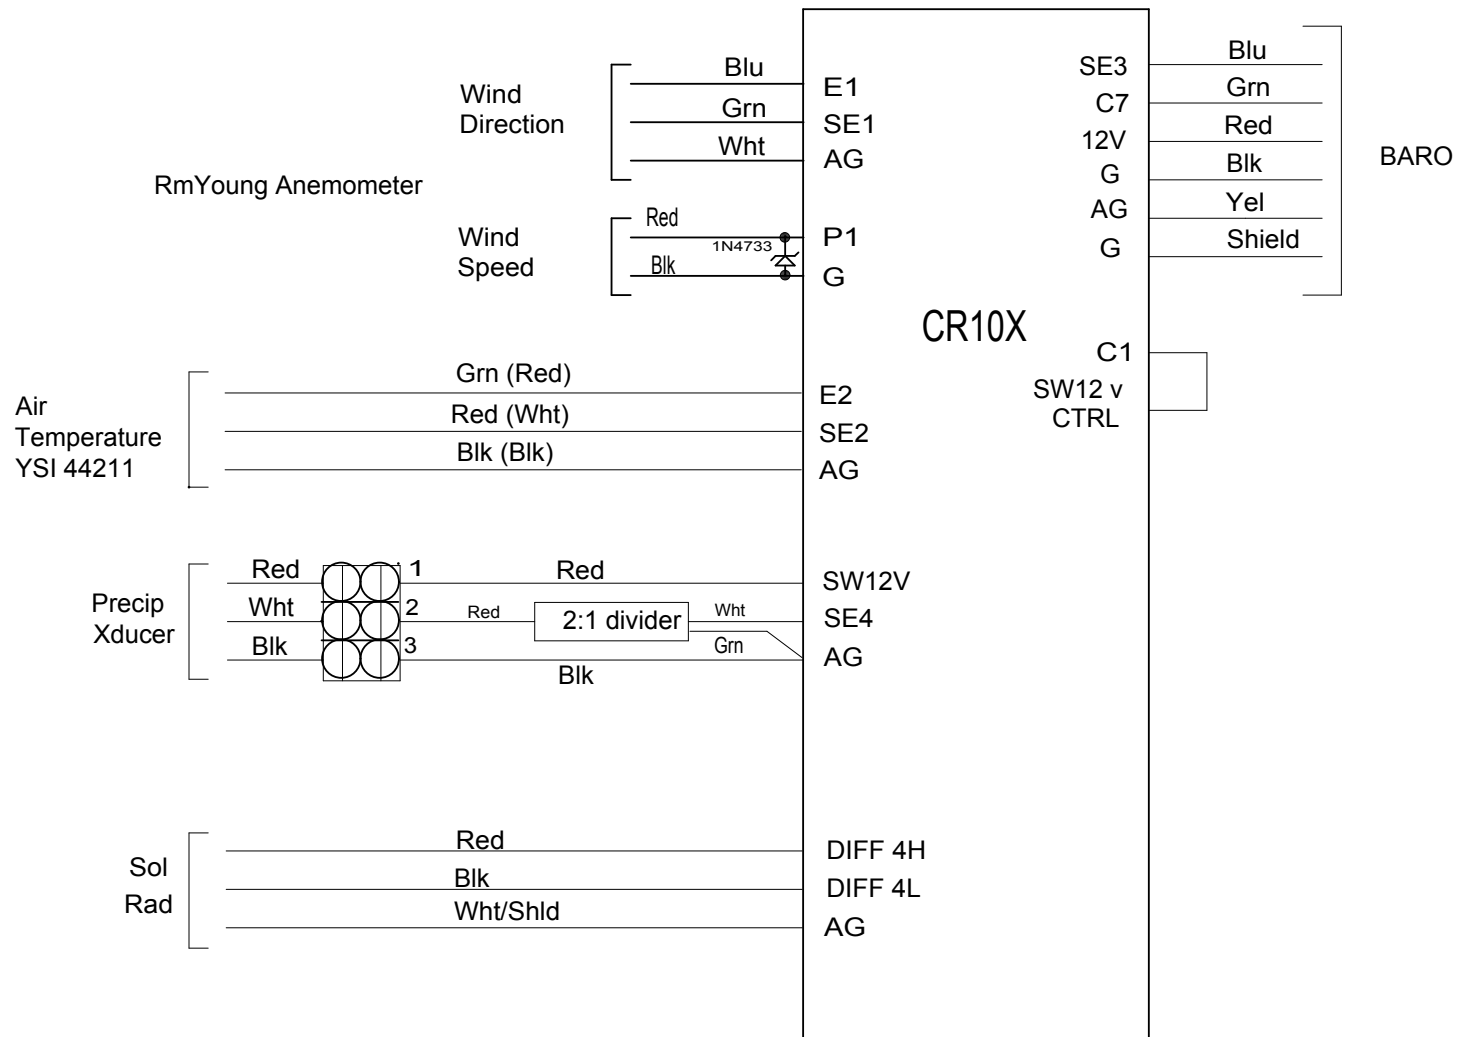 Wind
Direction
Blu
Grn
Wht
E1
SE1
AG
RmYoung Anemometer
Wind
Speed
Red
1N4733
Blk
P1
G
CR10X
SE3
C7
12V
G
AG
G
Blu
Grn
Red
Blk
Yel
Shield
BARO
C1
SW12 v
CTRL
Air
Temperature
YSI 44211
Grn (Red)
Red (Wht)
Blk (Blk)
E2
SE2
AG
Precip
Xducer
Red
Wht
Blk
1
2
3
Red
Red
2:1 divider
Wht
Grn
Blk
SW12V
SE4
AG
Sol
Rad
Red
Blk
Wht/Shld
DIFF 4H
DIFF 4L
AG